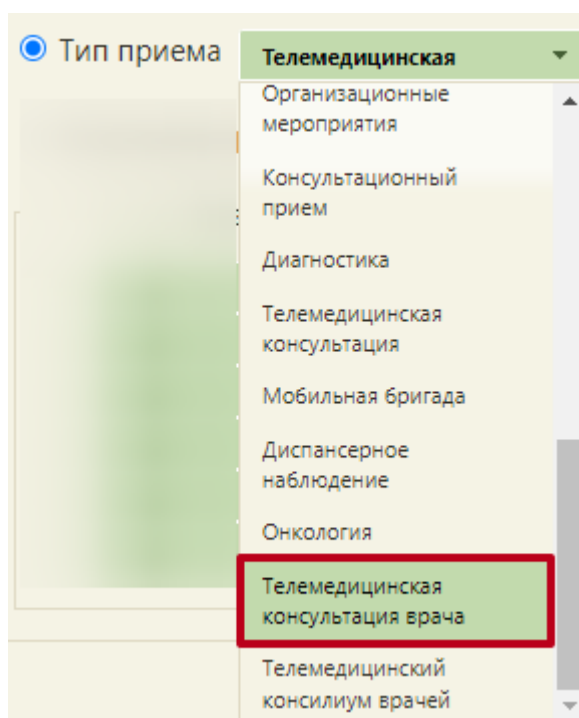 Тип приема
Телемедицинская
Организационные
мероприятия
Консультационный
прием
Диагностика
Телемедицинская
консультация
Мобильная бригада
Диспансерное
наблюдение
Онкология
Телемедицинская
консультация врача
Телемедицинский
консилиум врачей